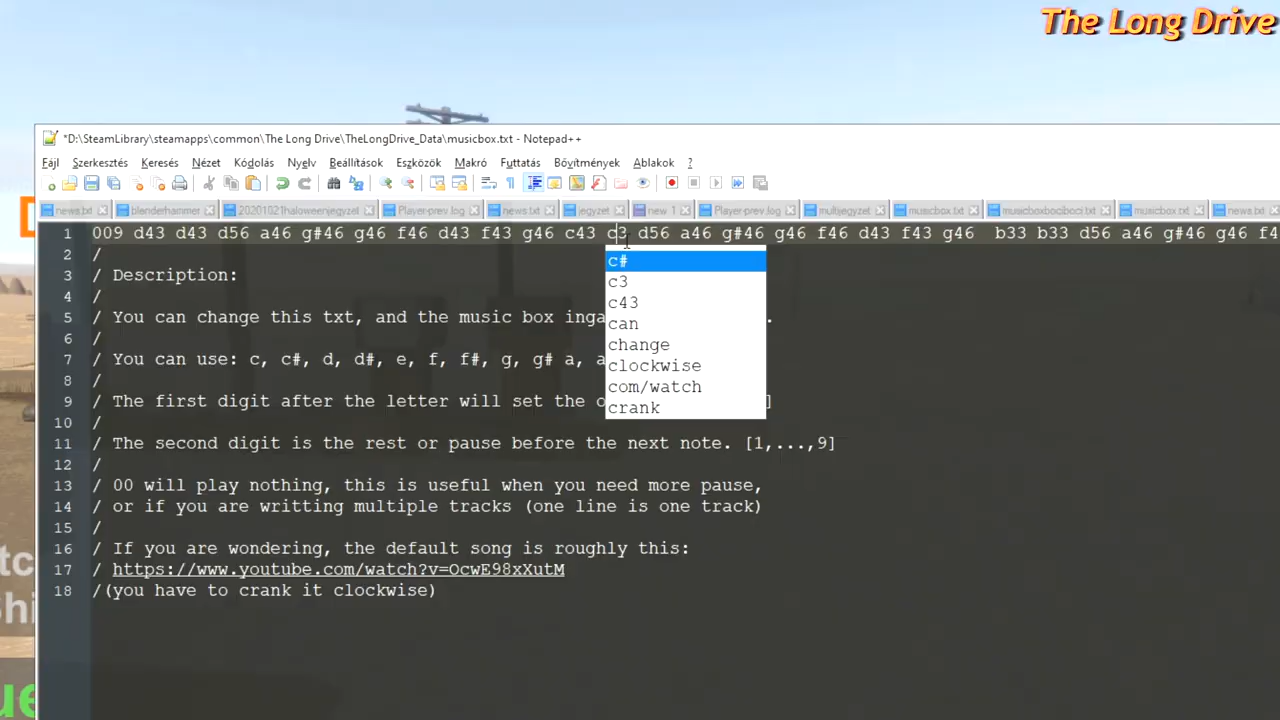 The Long Drive
*D:\SteamLibrary\steamapps\common\The Long Drive\TheLongDrive_Data\musicbox.txt - Notepad++
Fájl Szerkesztés Keresés Nézet Kódolás Nyelv Beállítások Eszközök Makró Futtatás Bővítmények Ablakok ?
news.txt blenderhammer 20201021haloweenjegyzet Player-prev.log news.txt jegyzet new 1 Player-prev.log multijegyzet musicbox.txt musicboxbociboci.txt musicbox.txt news.txt
1 009 d43 d43 d56 a46 g#46 g46 f46 d43 f43 g46 c43 c3 d56 a46 g#46 g46 f46 d43 f43 g46 b33 b33 d56 a46 g#46 g46 f4
2 /
3 / Description:
4 /
5 / You can change this txt, and the music box inga .
6 /
7 / You can use: c, c#, d, d#, e, f, f#, g, g# a, a
8 /
9 / The first digit after the letter will set the o ]
10 /
11 / The second digit is the rest or pause before the next note. [1,...,9]
12 /
13 / 00 will play nothing, this is useful when you need more pause,
14 / or if you are writting multiple tracks (one line is one track)
15 /
16 / If you are wondering, the default song is roughly this:
17 / https://www.youtube.com/watch?v=OcwE98xXutM
18 /(you have to crank it clockwise)
c#
c3
c43
can
change
clockwise
com/watch
crank